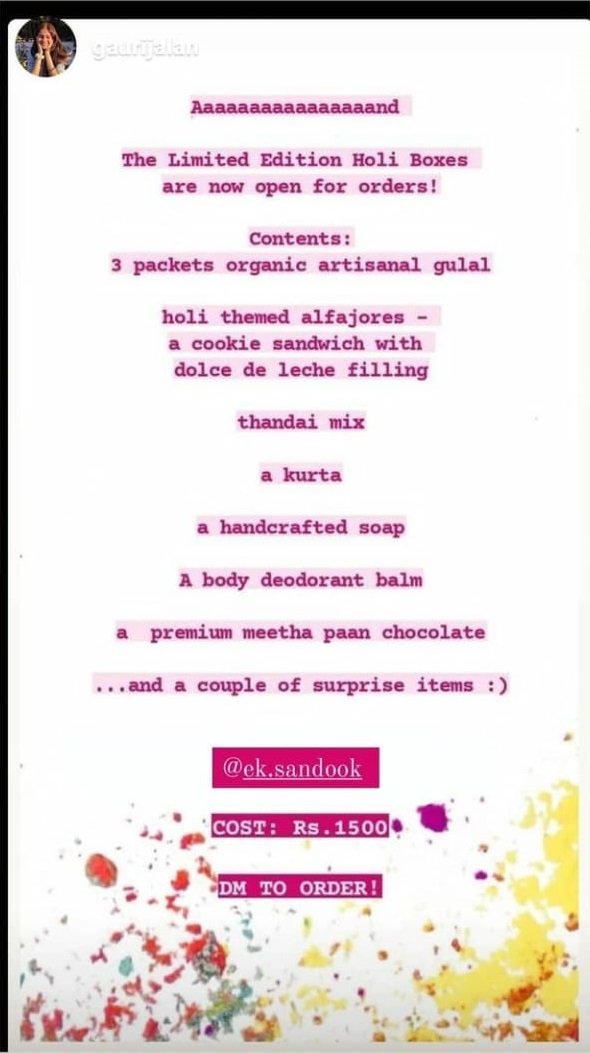 gaurijalan
Aaaaaaaaaaaaaaaand
The Limited Edition Holi Boxes
are now open for orders!
Contents:
3 packets organic artisanal gulal
holi themed alfajores –
a cookie sandwich with
dolce de leche filling
thandai mix
a kurta
a handcrafted soap
A body deodorant balm
a premium meetha paan chocolate
...and a couple of surprise items :)
@ek.sandook
COST: Rs.1500
DM TO ORDER!